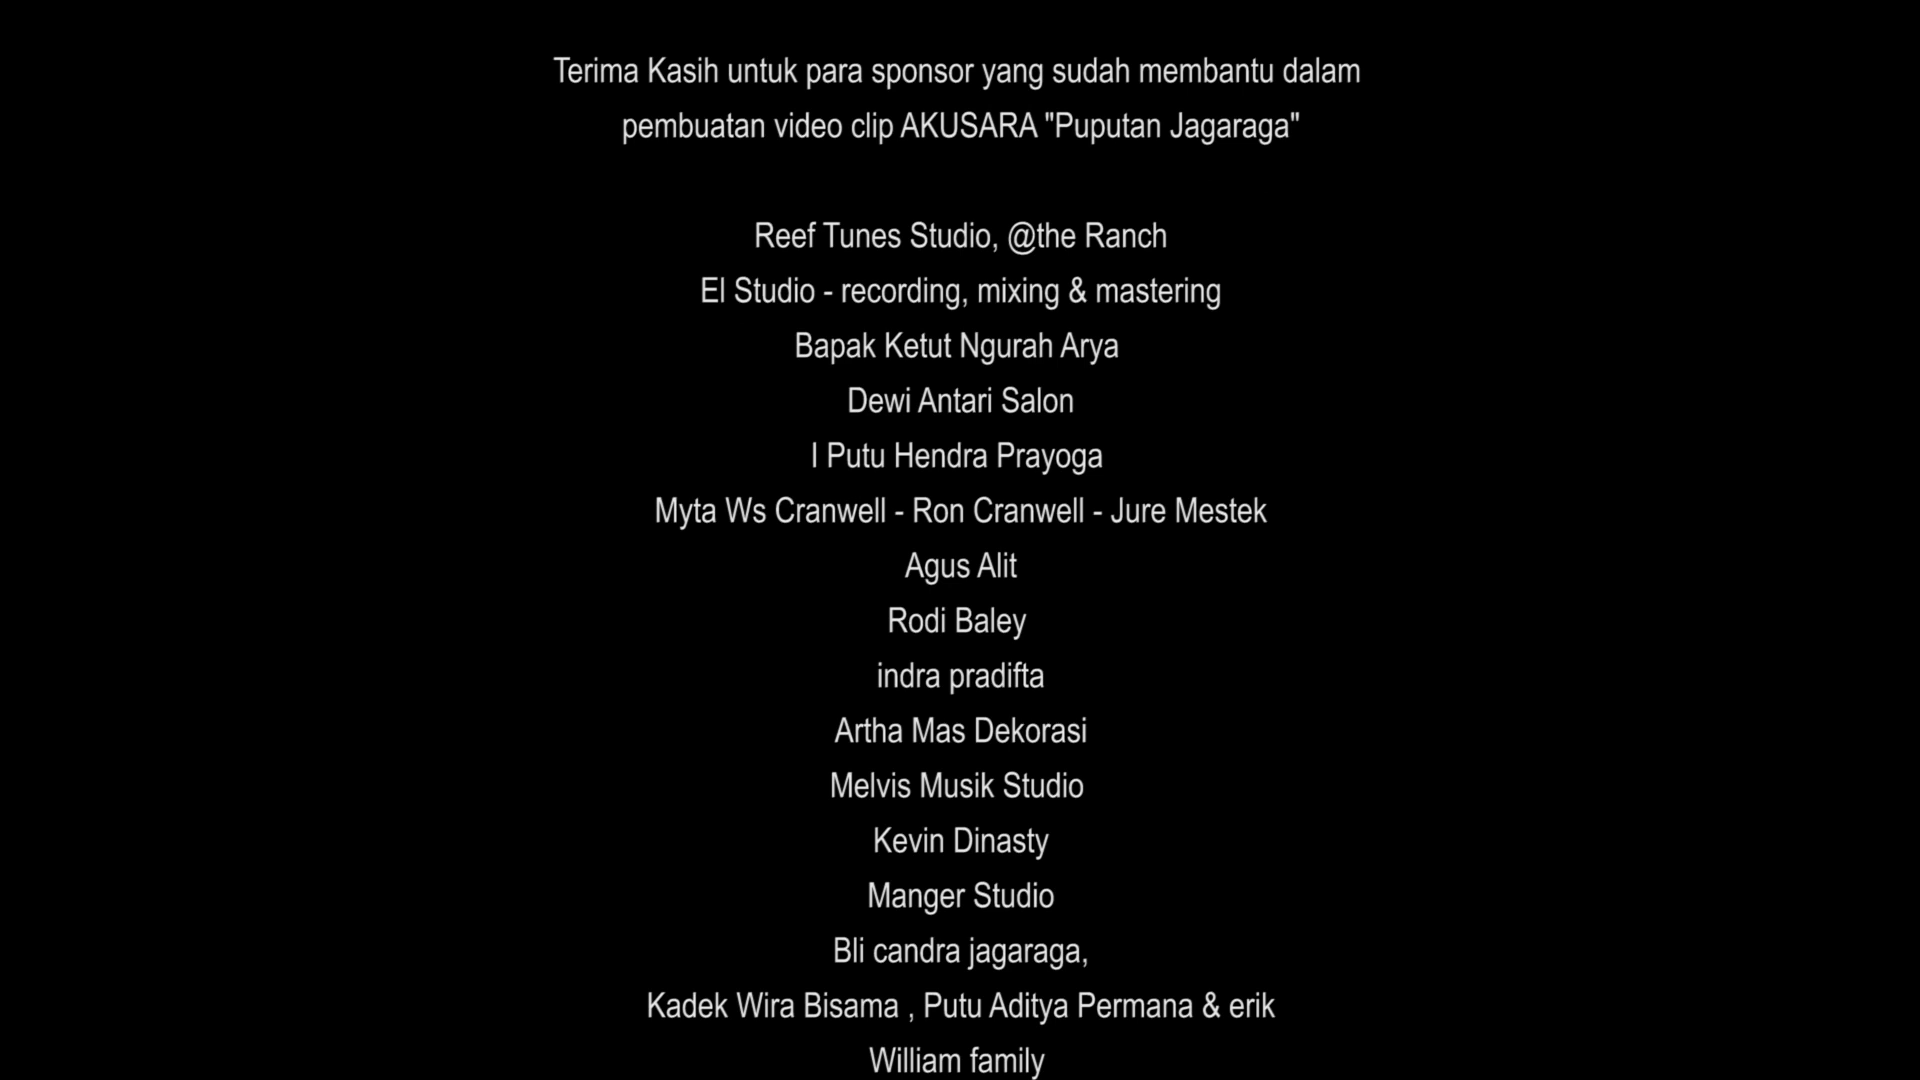 Terima Kasih untuk para sponsor yang sudah membantu dalam
pembuatan video clip AKUSARA "Puputan Jagaraga"
Reef Tunes Studio, @the Ranch
El Studio - recording, mixing & mastering
Bapak Ketut Ngurah Arya
Dewi Antari Salon
I Putu Hendra Prayoga
Myta Ws Cranwell - Ron Cranwell - Jure Mestek
Agus Alit
Rodi Baley
indra pradifta
Artha Mas Dekorasi
Melvis Musik Studio
Kevin Dinasty
Manger Studio
Bli candra jagaraga,
Kadek Wira Bisama , Putu Aditya Permana & erik
William family